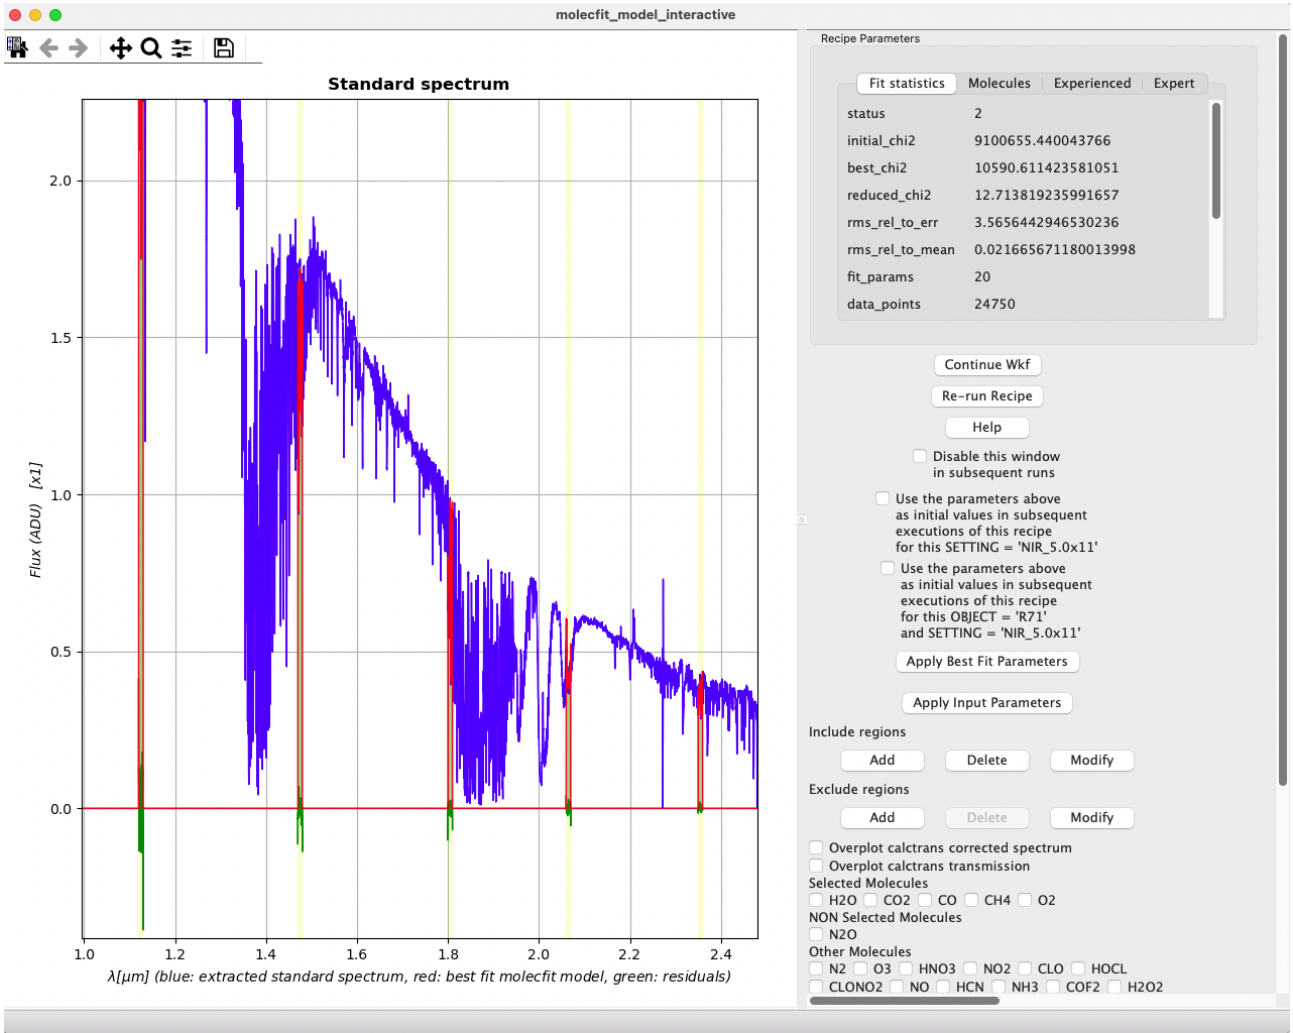 molecfit_model_interactive
Standard spectrum
2.0
1.5
1.0
0.5
0.0
Flux (ADU) [x1]
1.0 1.2 1.4 1.6 1.8 2.0 2.2 2.4
λ[μm] (blue: extracted standard spectrum, red: best fit molecfit model, green: residuals)
Recipe Parameters
Fit statistics Molecules Experienced Expert
status 2
initial_chi2 9100655.440043766
best_chi2 10590.611423581051
reduced_chi2 12.713819235991657
rms_rel_to_err 3.5656442946530236
rms_rel_to_mean 0.021665671180013998
fit_params 20
data_points 24750
Continue Wkf
Re-run Recipe
Help
Disable this window
in subsequent runs
Use the parameters above
as initial values in subsequent
executions of this recipe
for this SETTING = 'NIR_5.0x11'
Use the parameters above
as initial values in subsequent
executions of this recipe
for this OBJECT = 'R71'
and SETTING = 'NIR_5.0x11'
Apply Best Fit Parameters
Apply Input Parameters
Include regions
Add Delete Modify
Exclude regions
Add Delete Modify
Overplot calctrans corrected spectrum
Overplot calctrans transmission
Selected Molecules
H2O CO2 CO CH4 O2
NON Selected Molecules
N2O
Other Molecules
N2 O3 HNO3 NO2 CLO HOCL
CLONO2 NO HCN NH3 COF2 H2O2